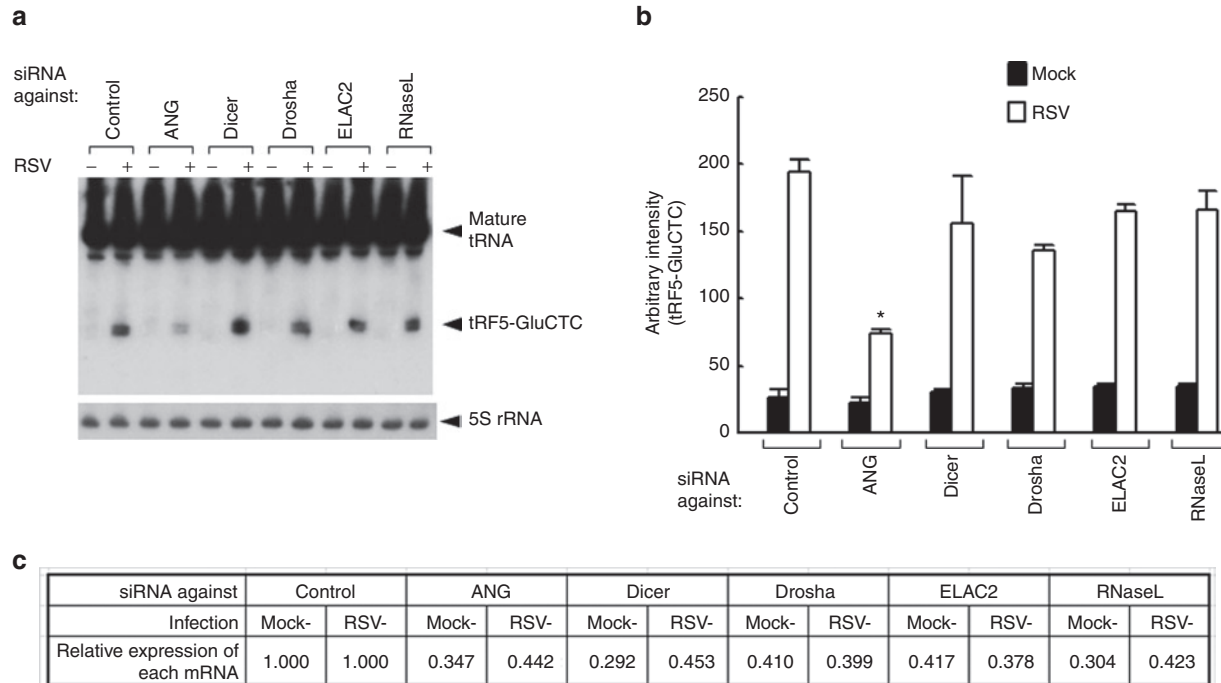 a
siRNA
against:
Control
ANG
Dicer
Drosha
ELAC2
RNaseL
RSV – + – + – + – + – + – +
Mature
tRNA
tRF5-GluCTC
5S rRNA
b
Mock
RSV
Arbitrary intensity
(tRF5-GluCTC)
250
200
150
100
50
0
*
siRNA
against:
Control
ANG
Dicer
Drosha
ELAC2
RNaseL
c
siRNA against Control ANG Dicer Drosha ELAC2 RNaseL
Infection Mock- RSV- Mock- RSV- Mock- RSV- Mock- RSV- Mock- RSV- Mock- RSV-
Relative expression of
each mRNA 1.000 1.000 0.347 0.442 0.292 0.453 0.410 0.399 0.417 0.378 0.304 0.423